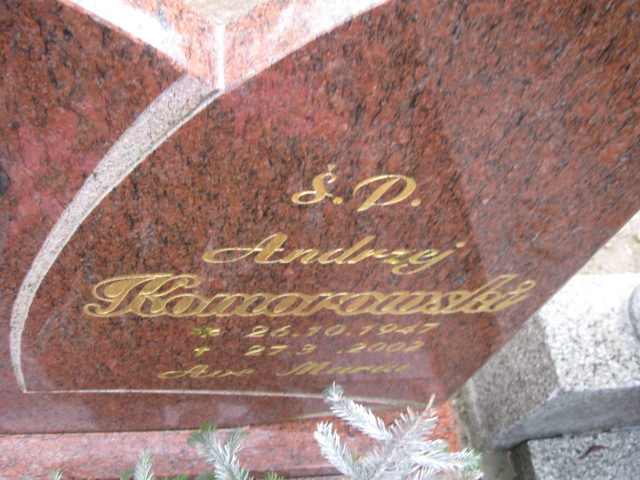 Ś.P.
Andrzej
Komorowski
* 26.10.1947
+ 27.3.2002
Ave Maria